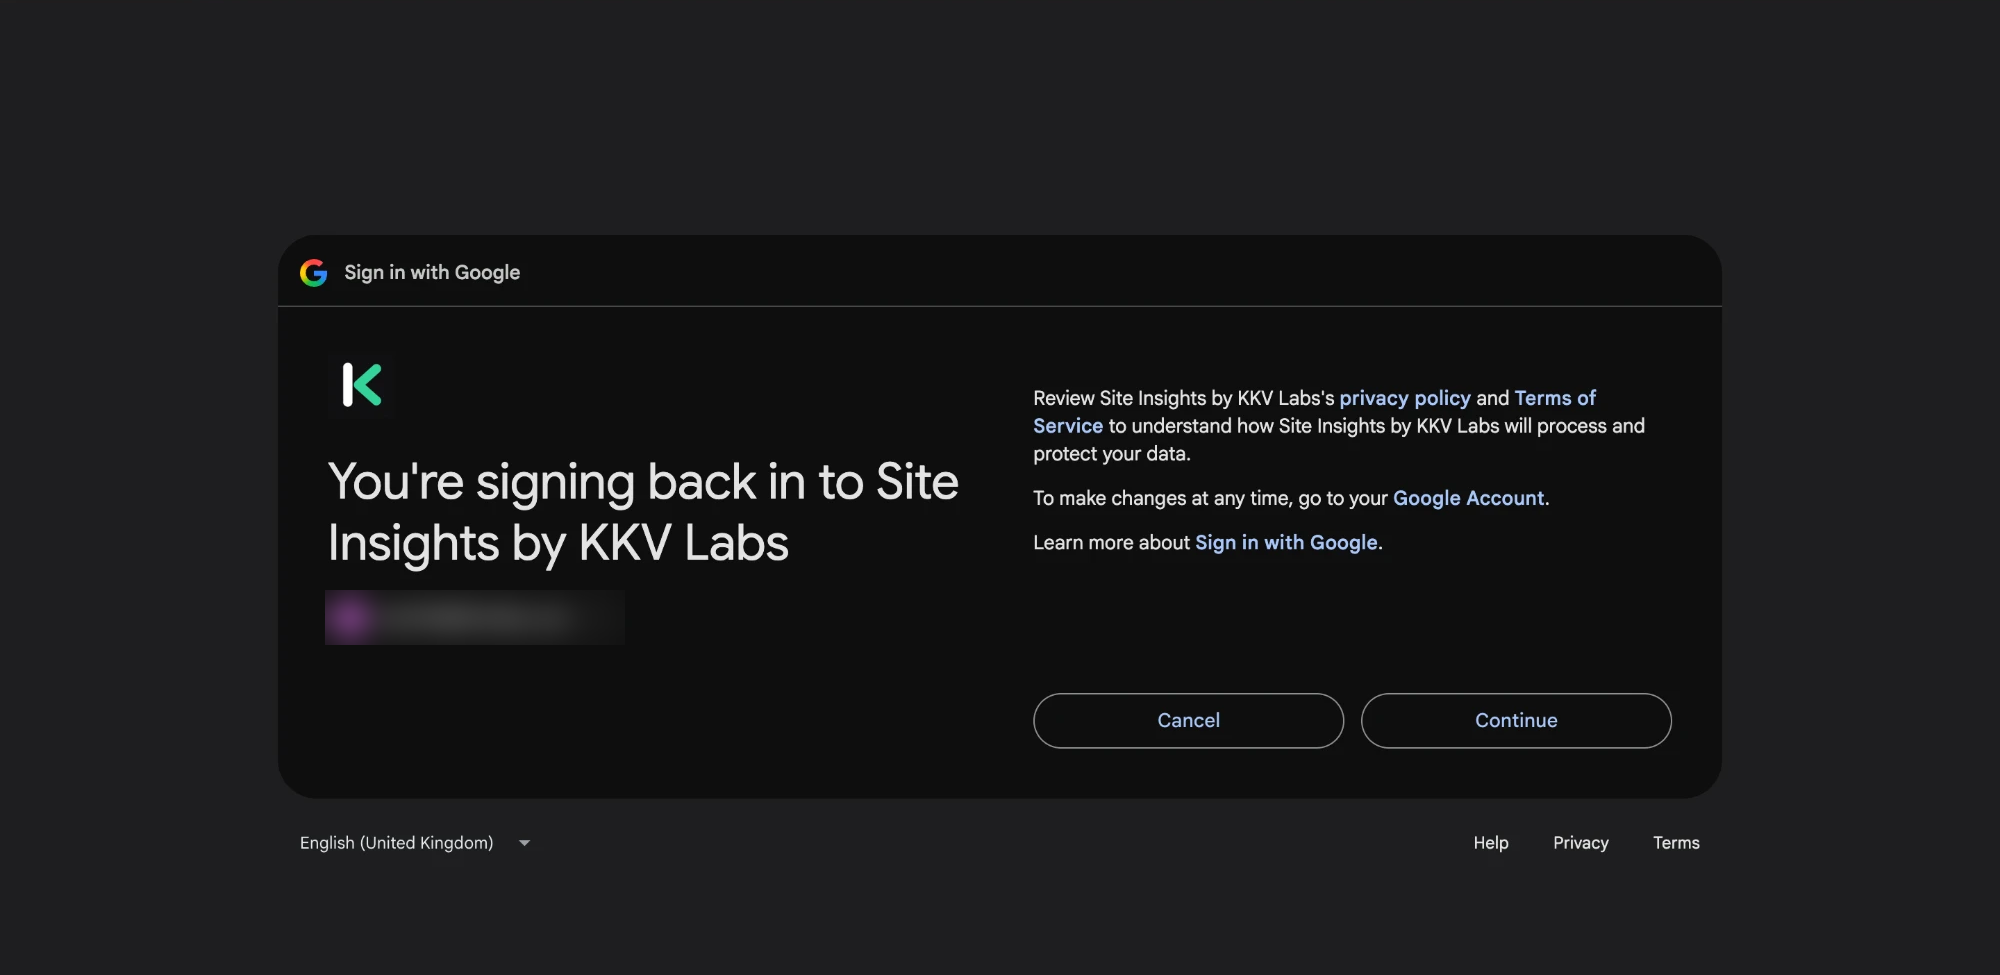 Sign in with Google
You're signing back in to Site
Insights by KKV Labs
Review Site Insights by KKV Labs's privacy policy and Terms of
Service to understand how Site Insights by KKV Labs will process and
protect your data.
To make changes at any time, go to your Google Account.
Learn more about Sign in with Google.
Cancel
Continue
English (United Kingdom)
Help
Privacy
Terms